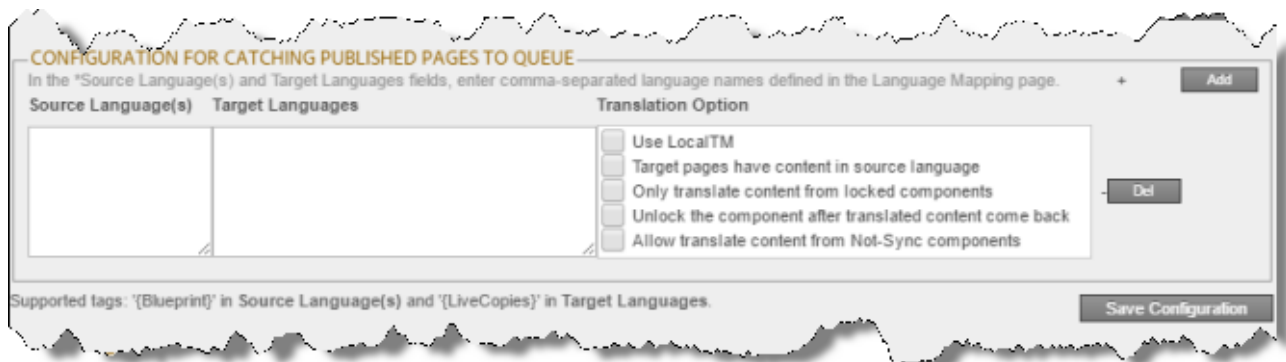 CONFIGURATION FOR CATCHING PUBLISHED PAGES TO QUEUE
In the "Source Language(s) and Target Languages fields, enter comma-separated language names defined in the Language Mapping page. + Add
Source Language(s) Target Languages Translation Option
Use LocalTM
Target pages have content in source language
Only translate content from locked components
- Del
Unlock the component after translated content come back
Allow translate content from Not-Sync components
Supported tags: '{Blueprint}' in Source Language(s) and '{LiveCopies}' in Target Languages.
Save Configuration